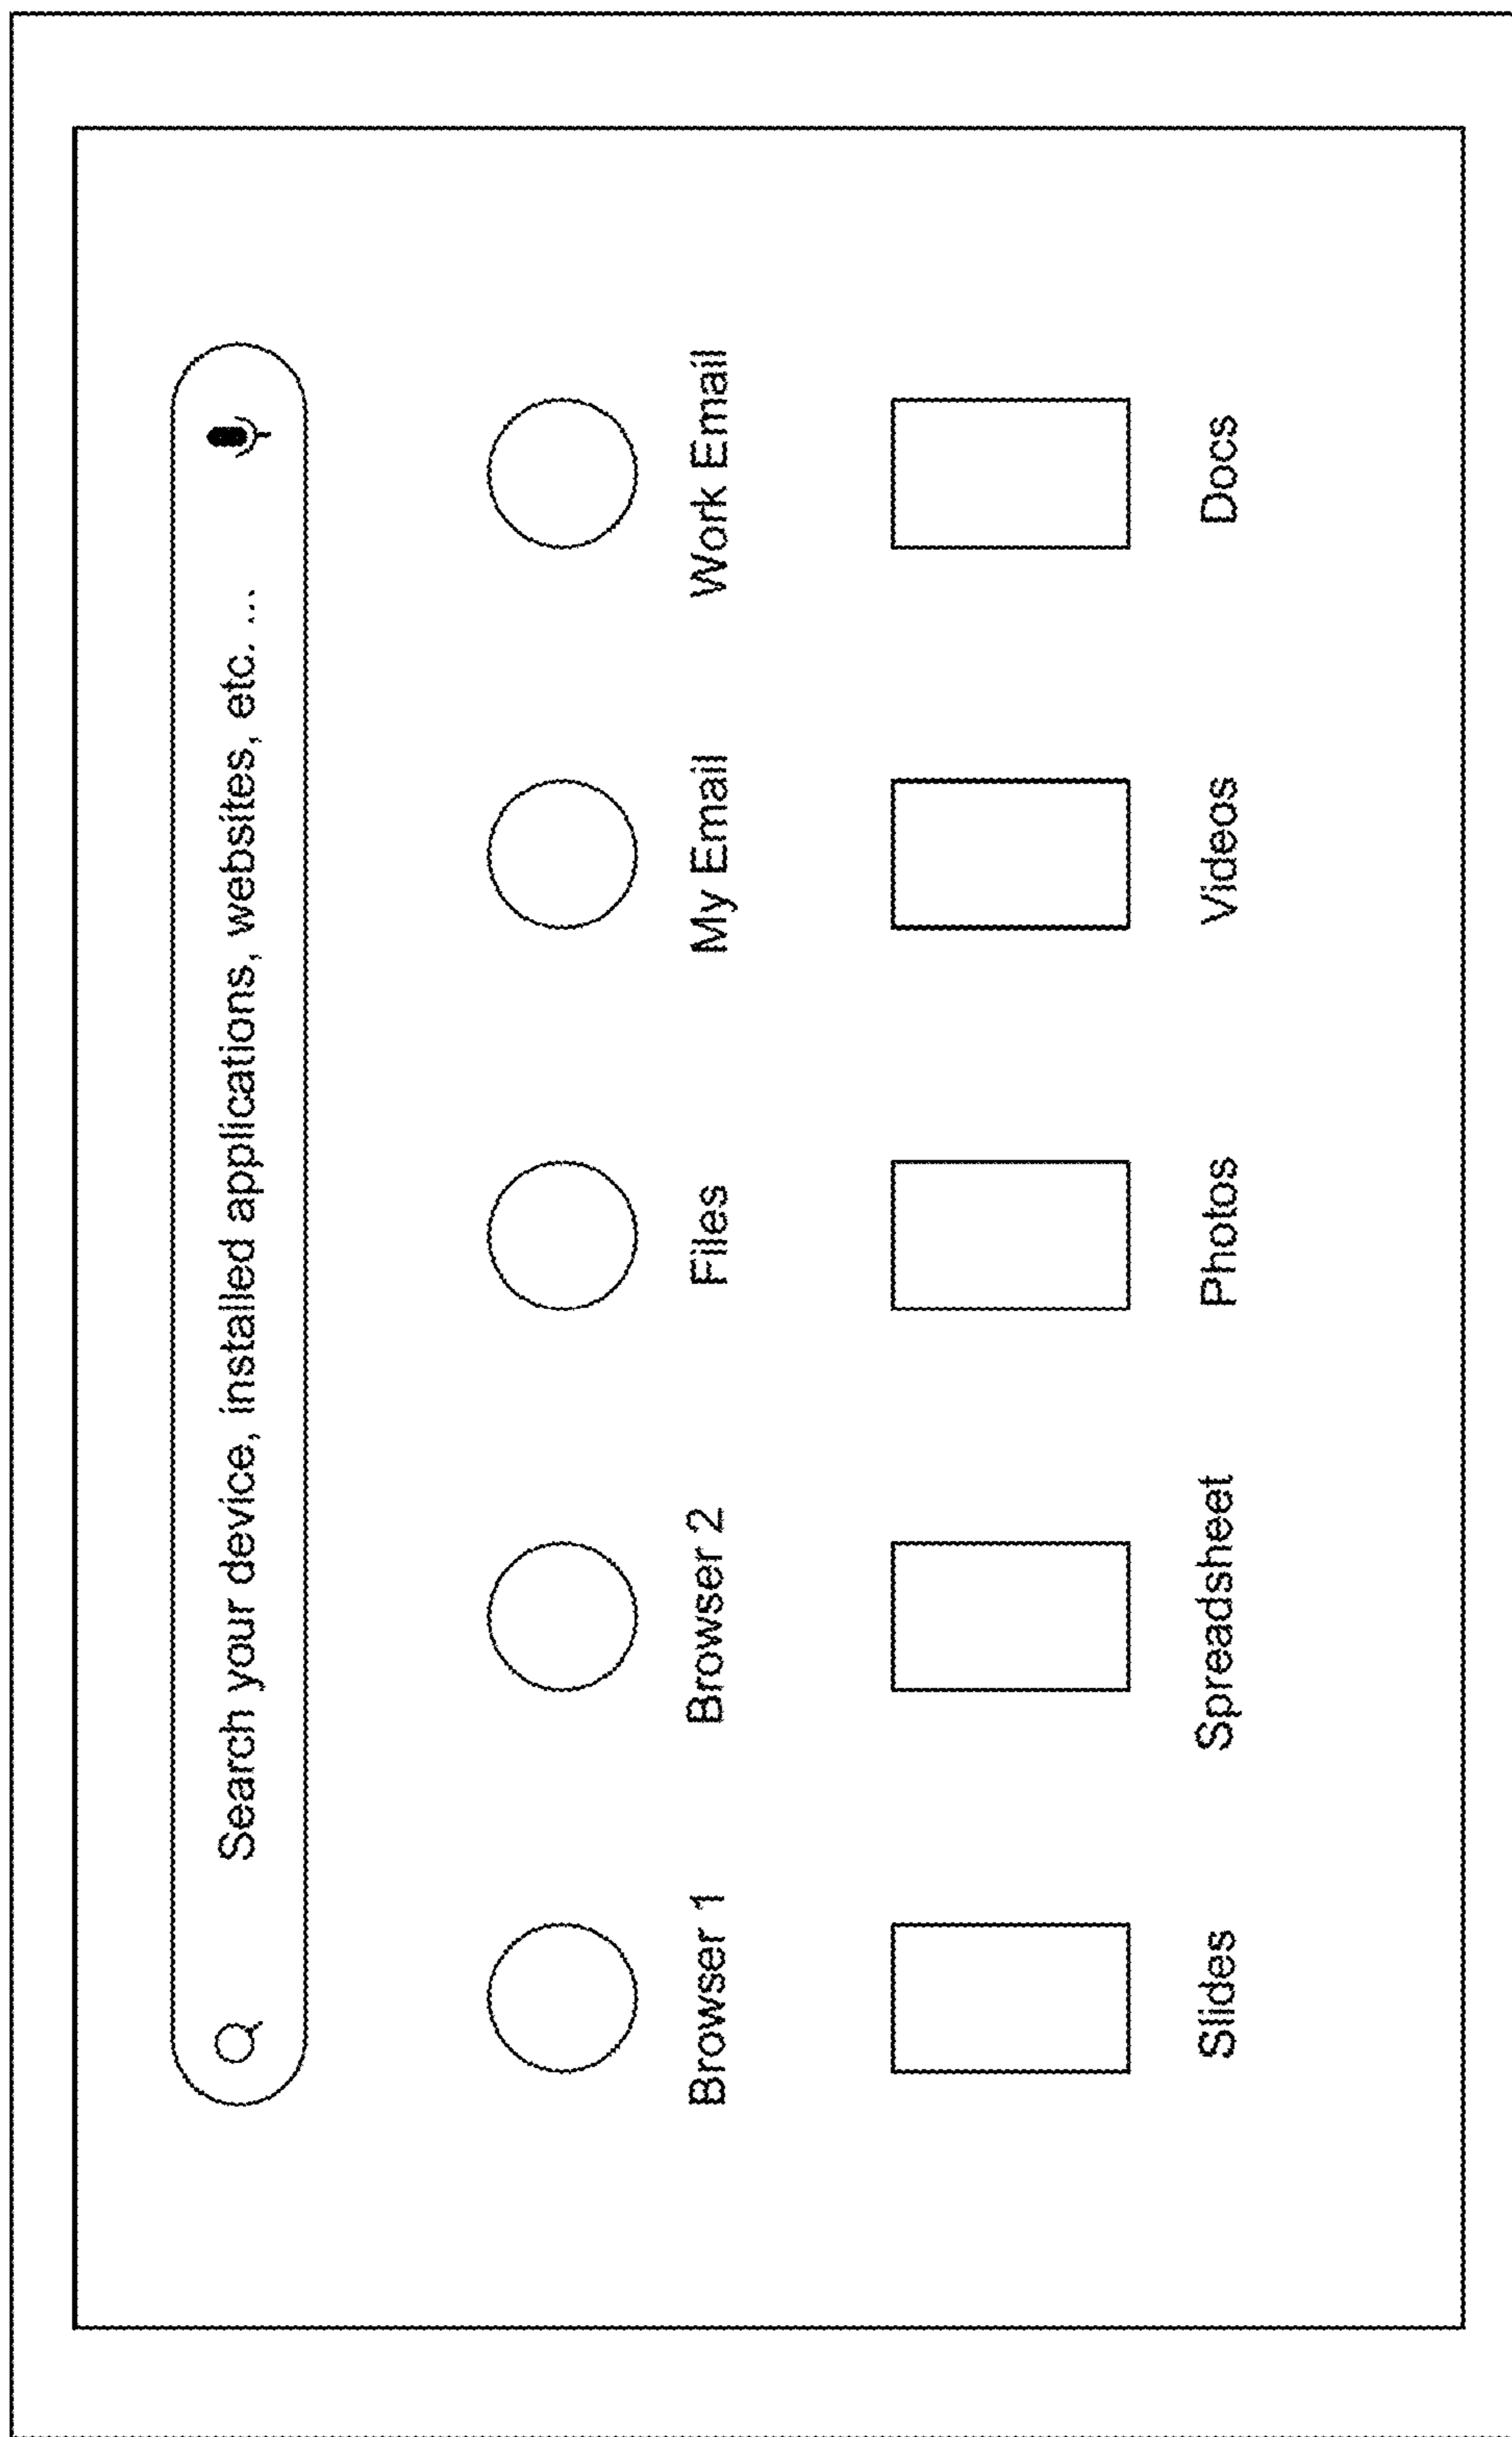 Search your device, installed applications, websites, etc. ...
Browser 1 Browser 2 Files My Email Work Email
Slides Spreadsheet Photos Videos Docs